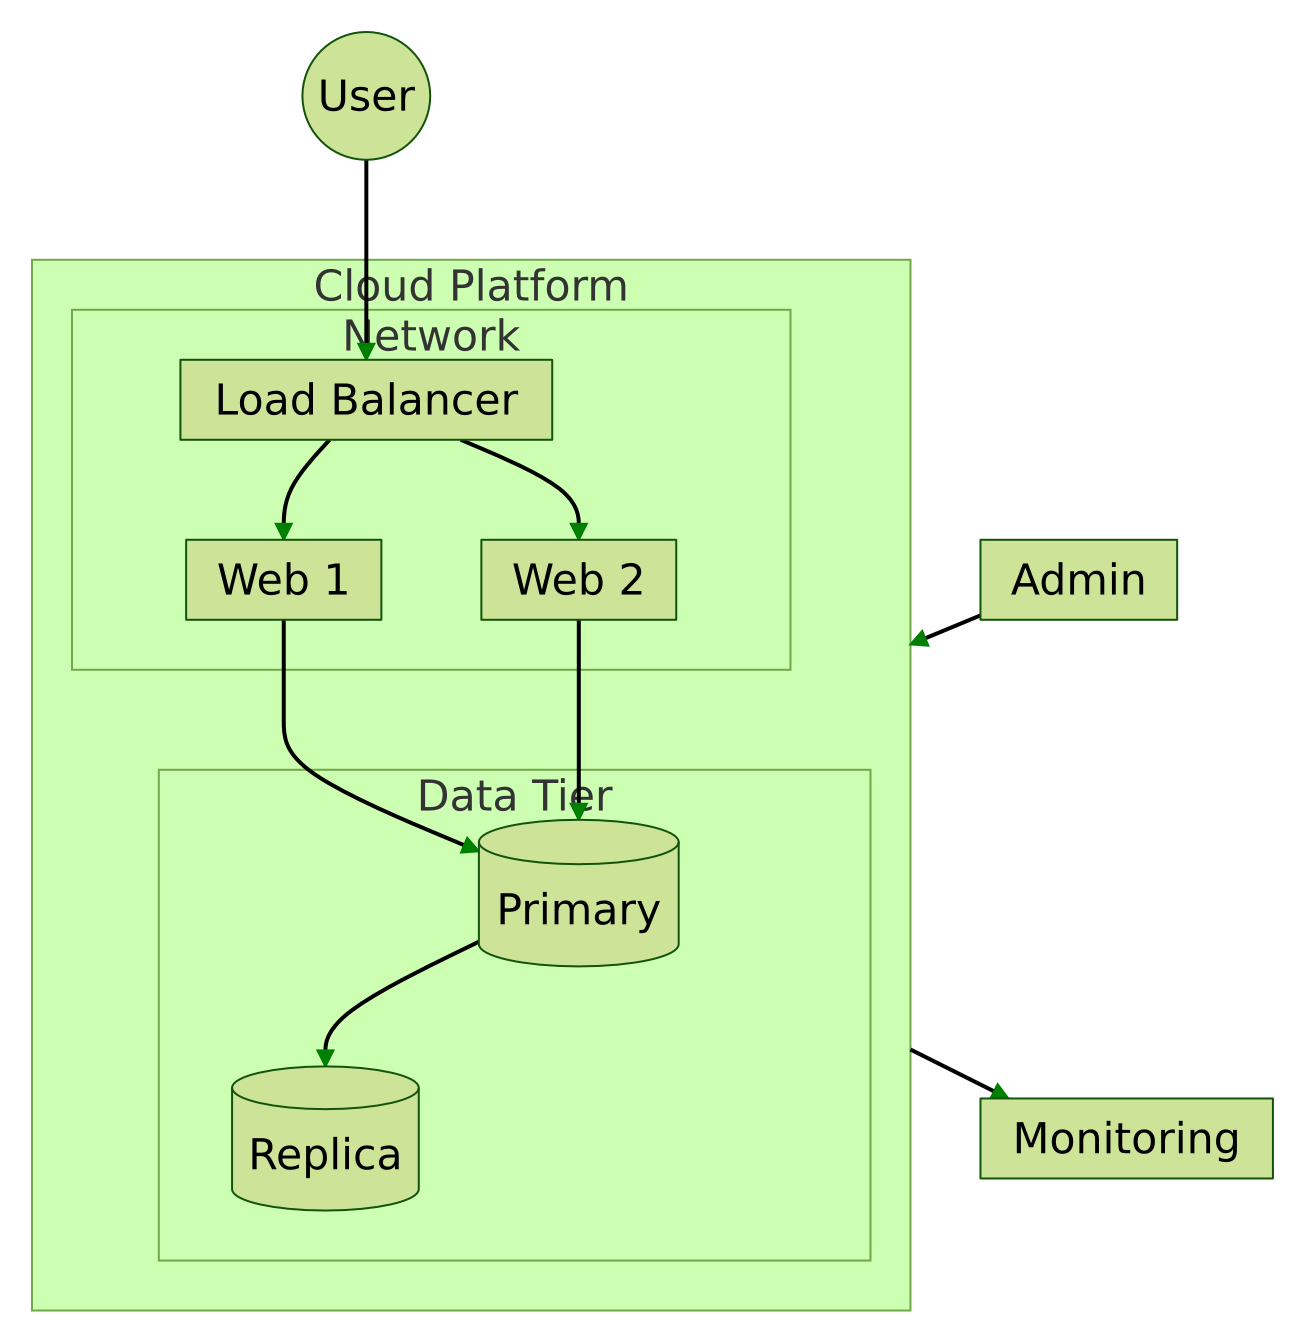 User
Cloud Platform
Network
Load Balancer
Web 1
Web 2
Admin
Data Tier
Primary
Replica
Monitoring